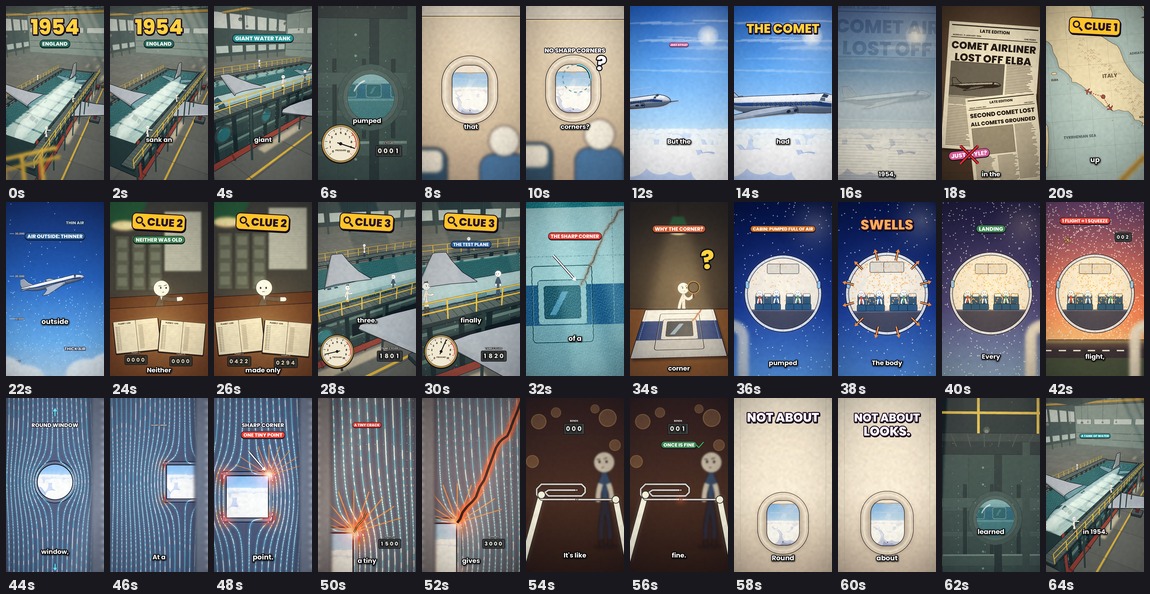 1954
ENGLAND
0s
1954
ENGLAND
sank an
2s
GIANT WATER TANK
giant
4s
pumped
0001
6s
that
8s
NO SHARP CORNERS
?
corners?
10s
But the
12s
THE COMET
had
14s
COMET AIR
LOST OFF
1954,
16s
LATE EDITION
COMET AIRLINER
LOST OFF ELBA
LATE EDITION
SECOND COMET LOST
ALL COMETS GROUNDED
in the
18s
CLUE 1
ITALY
TYRRHENIAN SEA
up
20s
THIN AIR
AIR OUTSIDE: THINNER
outside
THICK AIR
22s
CLUE 2
NEITHER WAS OLD
0000
0000
Neither
24s
CLUE 2
0422
0294
made only
26s
CLUE 3
three.
1801
28s
CLUE 3
THE TEST PLANE
finally
1820
30s
THE SHARP CORNER
of a
32s
WHY THE CORNER?
?
corner
34s
CABIN: PUMPED FULL OF AIR
pumped
36s
SWELLS
The body
38s
LANDING
Every
40s
1 FLIGHT = 1 SQUEEZE
002
flight,
42s
ROUND WINDOW
window,
44s
At a
46s
SHARP CORNER
ONE TINY POINT
point.
48s
A TINY CRACK
1500
a tiny
50s
3000
gives
52s
000
It's like
54s
001
ONCE IS FINE
fine.
56s
NOT ABOUT
Round
58s
NOT ABOUT
LOOKS.
about
60s
learned
62s
A TANK OF WATER
in 1954,
64s